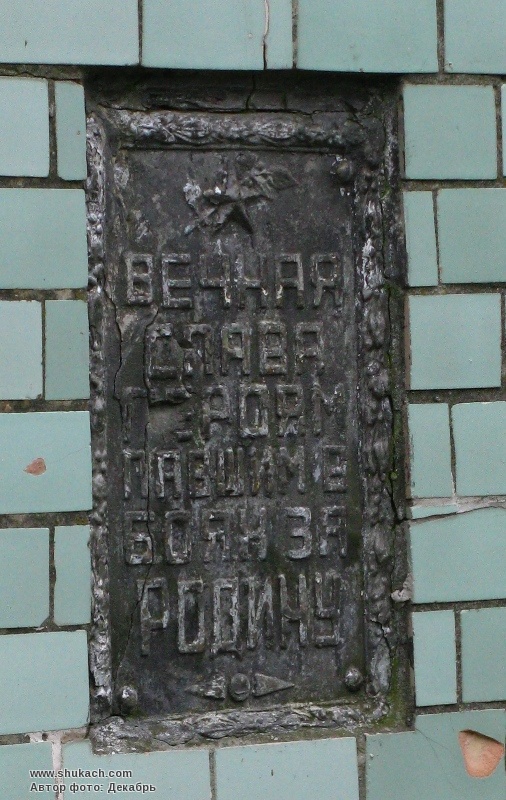 ВЕЧНАЯ
СЛАВА
ГЕРОЯМ
ПАВШИМ В
БОЯХ ЗА
РОДИНУ
www.shukach.com
Автор фото: Декабрь